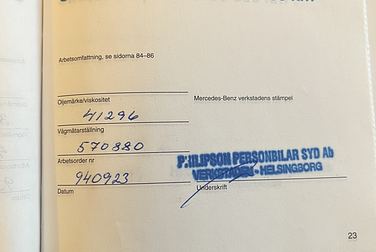 Arbetsomfattning, se sidorna 84–86
Oljemärke/viskositet
Mercedes-Benz verkstadens stämpel
41296
Vägmätarställning
570880
Arbetsorder nr
PHILIPSON PERSONBILAR SYD Ab
VERKSTADEN - HELSINGBORG
940923
Datum
Underskrift
23